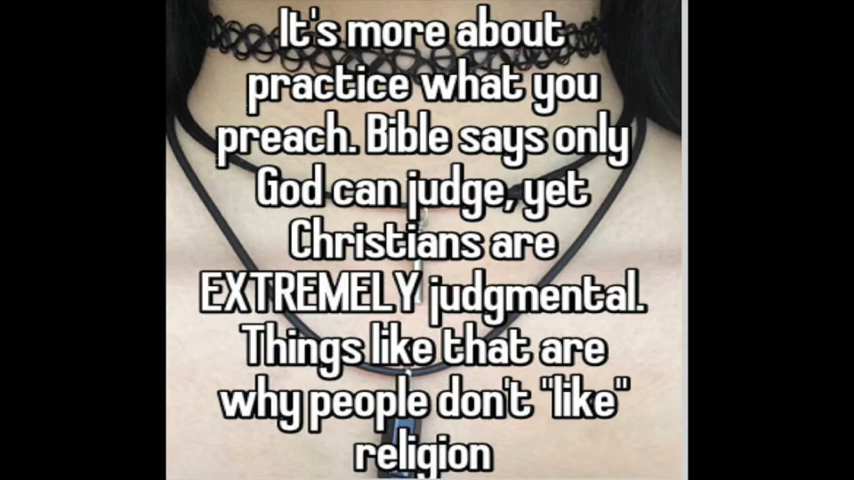 It's more about
practice what you
preach. Bible says only
God can judge, yet
Christians are
EXTREMELY judgmental.
Things like that are
why people don't "like"
religion